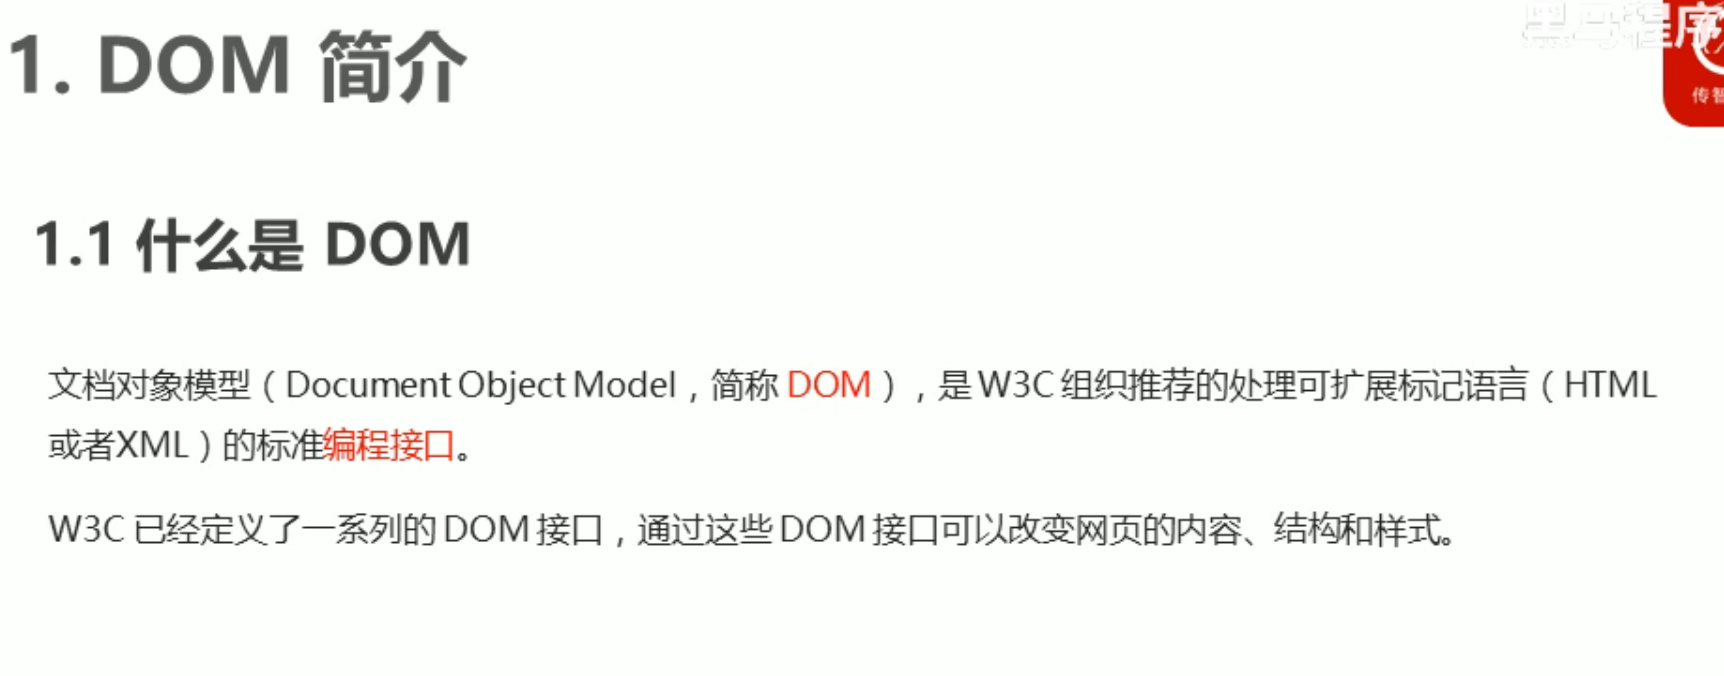 黑马程序
传智
1. DOM 简介
1.1 什么是 DOM
文档对象模型（Document Object Model，简称 DOM），是 W3C 组织推荐的处理可扩展标记语言（HTML
或者XML）的标准编程接口。
W3C 已经定义了一系列的 DOM 接口，通过这些 DOM 接口可以改变网页的内容、结构和样式。